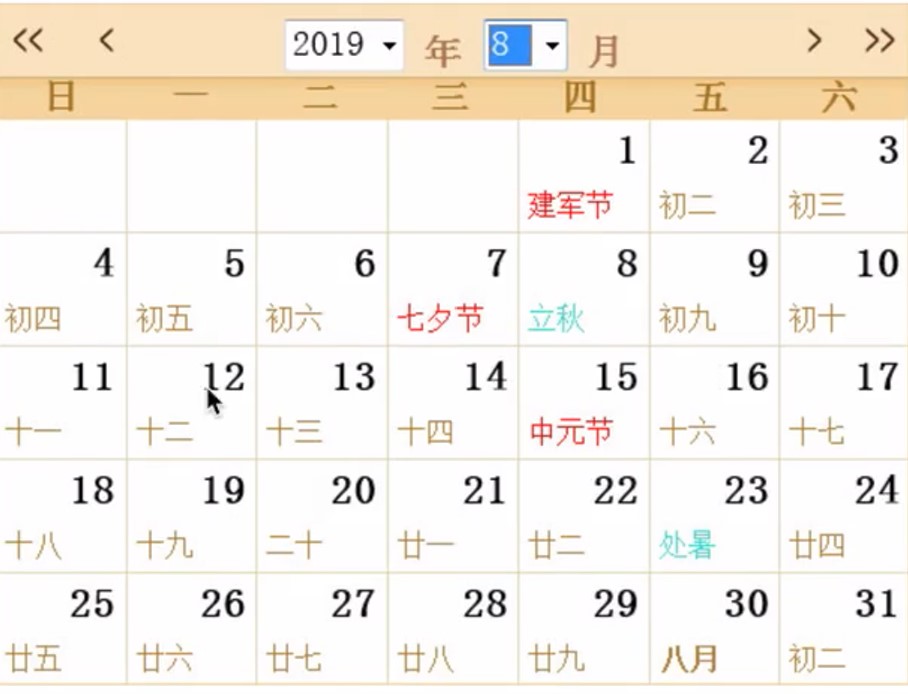 << < 2019 年 8 月 > >>
日 一 二 三 四 五 六
1 2 3
建军节 初二 初三
4 5 6 7 8 9 10
初四 初五 初六 七夕节 立秋 初九 初十
11 12 13 14 15 16 17
十一 十二 十三 十四 中元节 十六 十七
18 19 20 21 22 23 24
十八 十九 二十 廿一 廿二 处暑 廿四
25 26 27 28 29 30 31
廿五 廿六 廿七 廿八 廿九 八月 初二